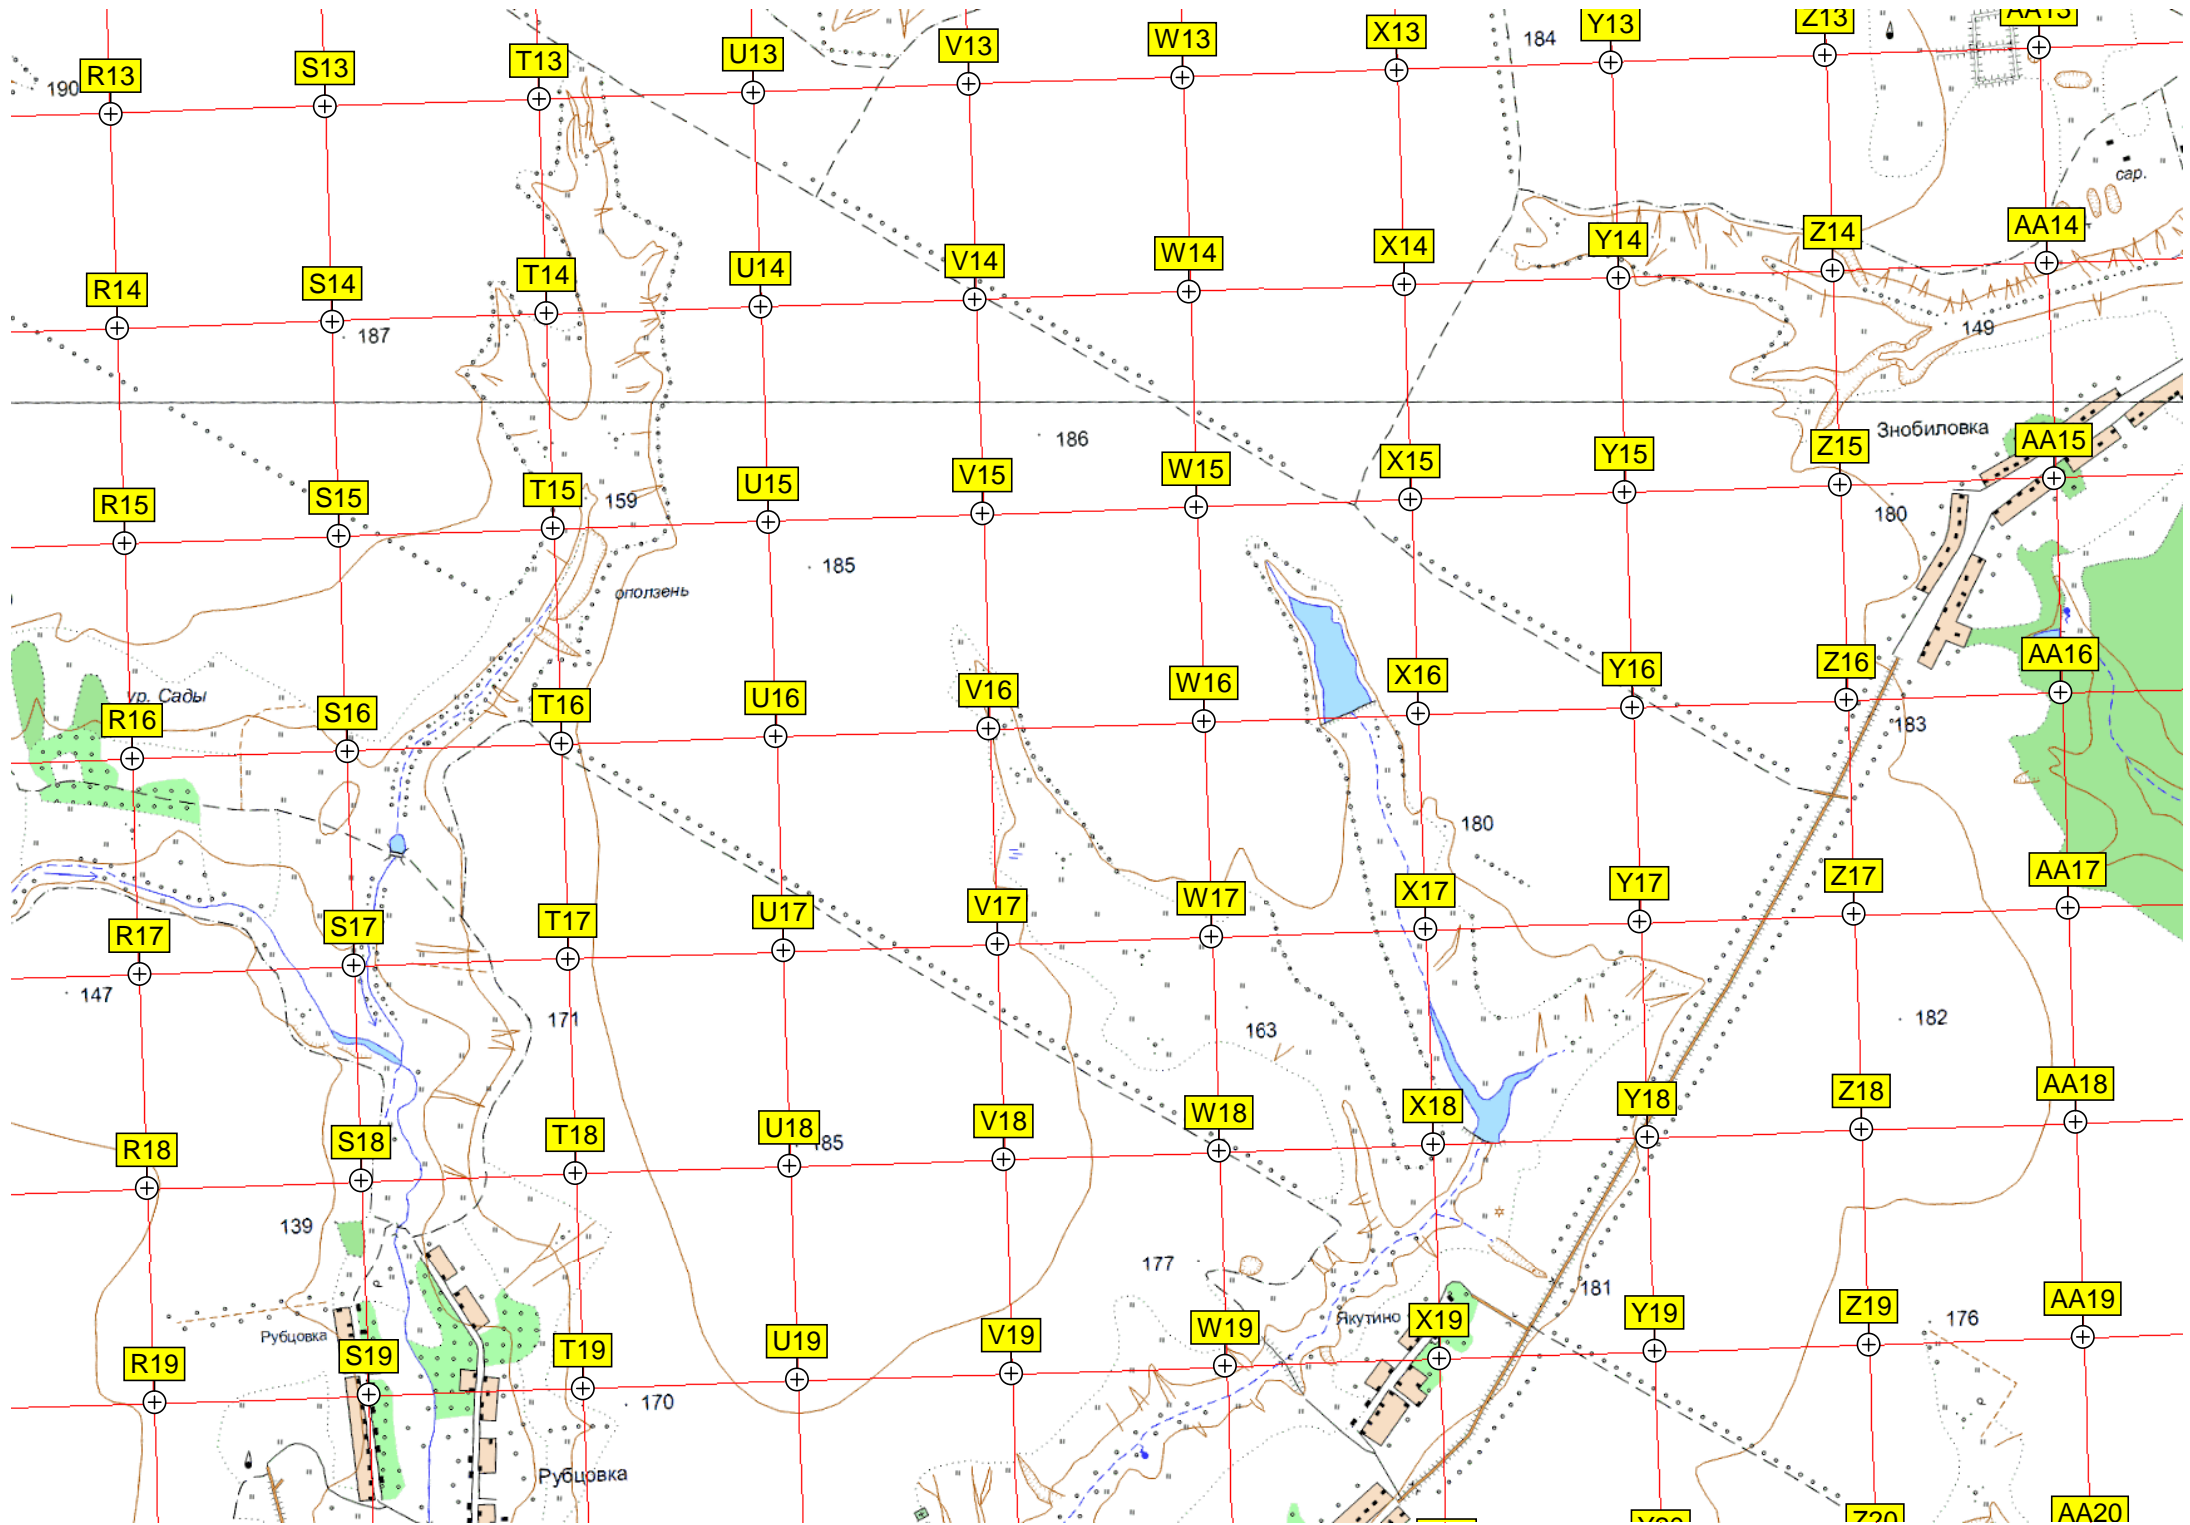 R13 S13 T13 U13 V13 W13 X13 Y13 Z13 AA13
190 184
сар.
R14 S14 T14 U14 V14 W14 X14 Y14 Z14 AA14
187 149
186 Знобиловка
R15 S15 T15 U15 V15 W15 X15 Y15 Z15 AA15
159 180
185
оползень
ур. Сады
R16 S16 T16 U16 V16 W16 X16 Y16 Z16 AA16
183
180
R17 S17 T17 U17 V17 W17 X17 Y17 Z17 AA17
147 171 163 182
R18 S18 T18 U18 V18 W18 X18 Y18 Z18 AA18
185
139 177 181
Рубцовка Якутино 176
R19 S19 T19 U19 V19 W19 X19 Y19 Z19 AA19
170
Рубцовка
Z20 AA20